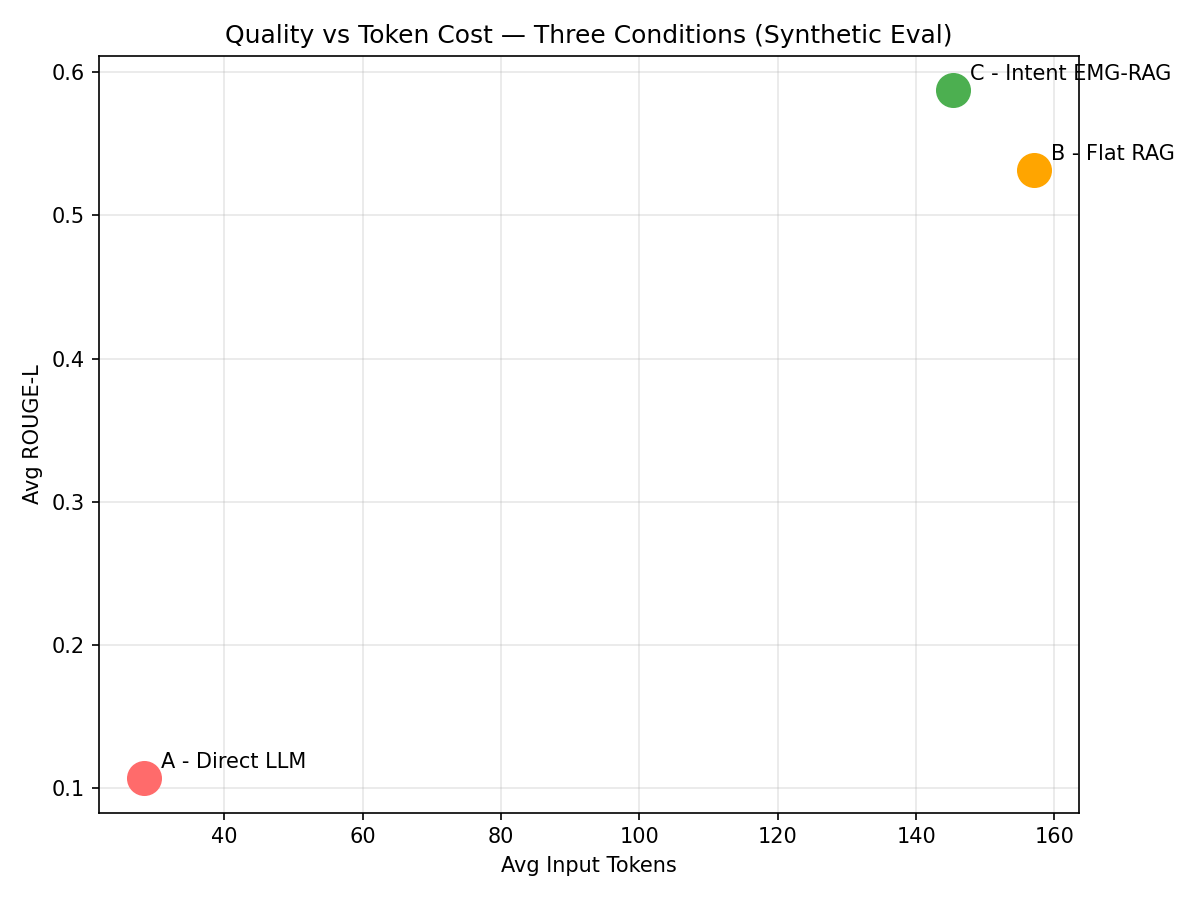 Quality vs Token Cost — Three Conditions (Synthetic Eval)
0.6
0.5
0.4
0.3
0.2
0.1
Avg ROUGE-L
C - Intent EMG-RAG
B - Flat RAG
A - Direct LLM
40
60
80
100
120
140
160
Avg Input Tokens